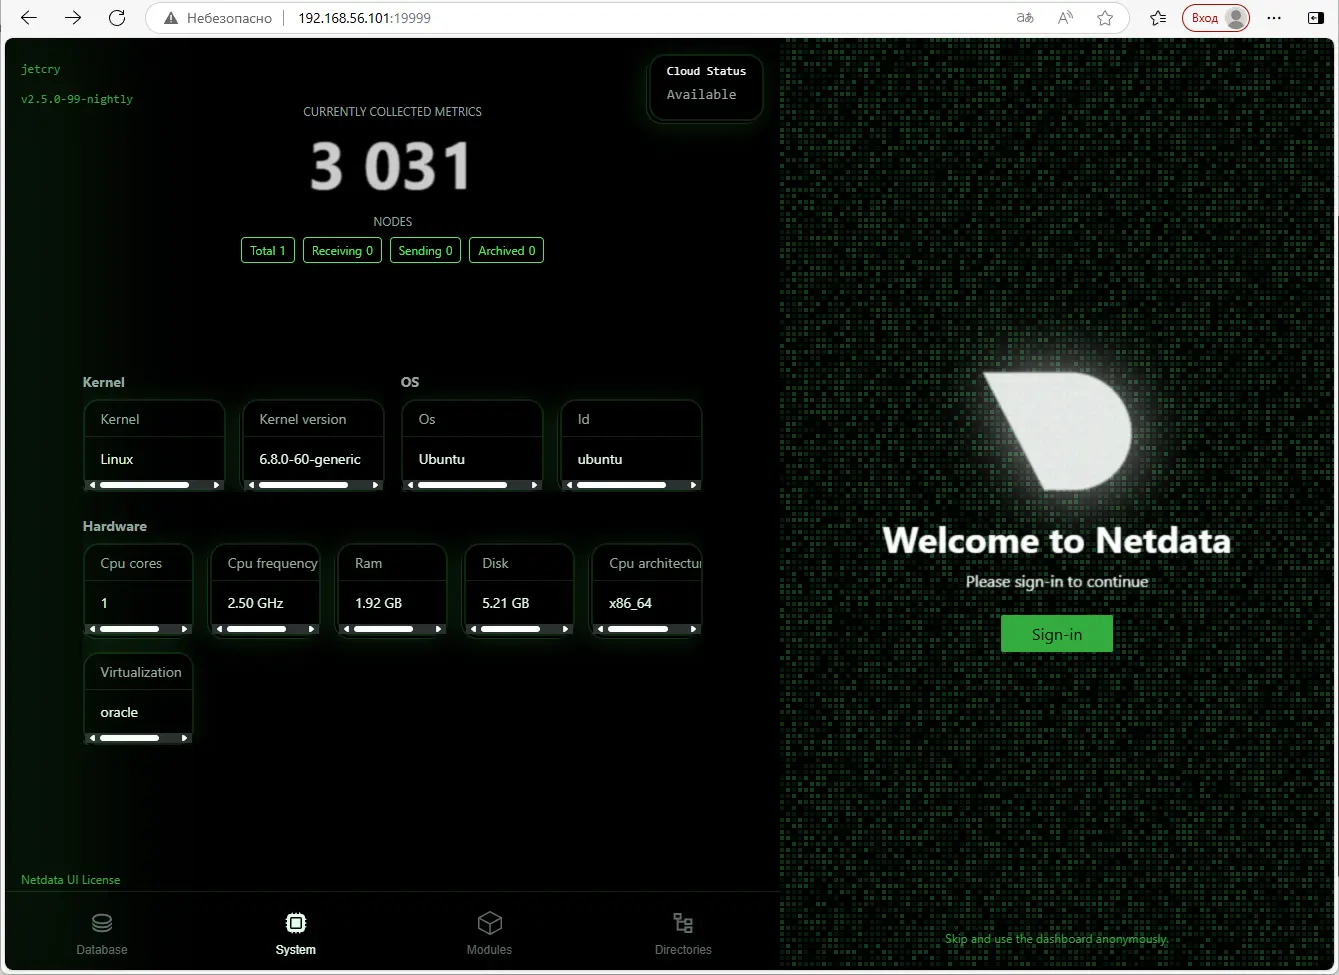 Небезопасно
192.168.56.101:19999
Вход
jetcry
v2.5.0-99-nightly
Cloud Status
Available
CURRENTLY COLLECTED METRICS
3 031
NODES
Total 1
Receiving 0
Sending 0
Archived 0
Kernel
OS
Kernel
Kernel version
Os
Id
Linux
6.8.0-60-generic
Ubuntu
ubuntu
Hardware
Cpu cores
Cpu frequency
Ram
Disk
Cpu architectur
1
2.50 GHz
1.92 GB
5.21 GB
x86_64
Virtualization
oracle
Netdata UI License
Database
System
Modules
Directories
Welcome to Netdata
Please sign-in to continue
Sign-in
Skip and use the dashboard anonymously.